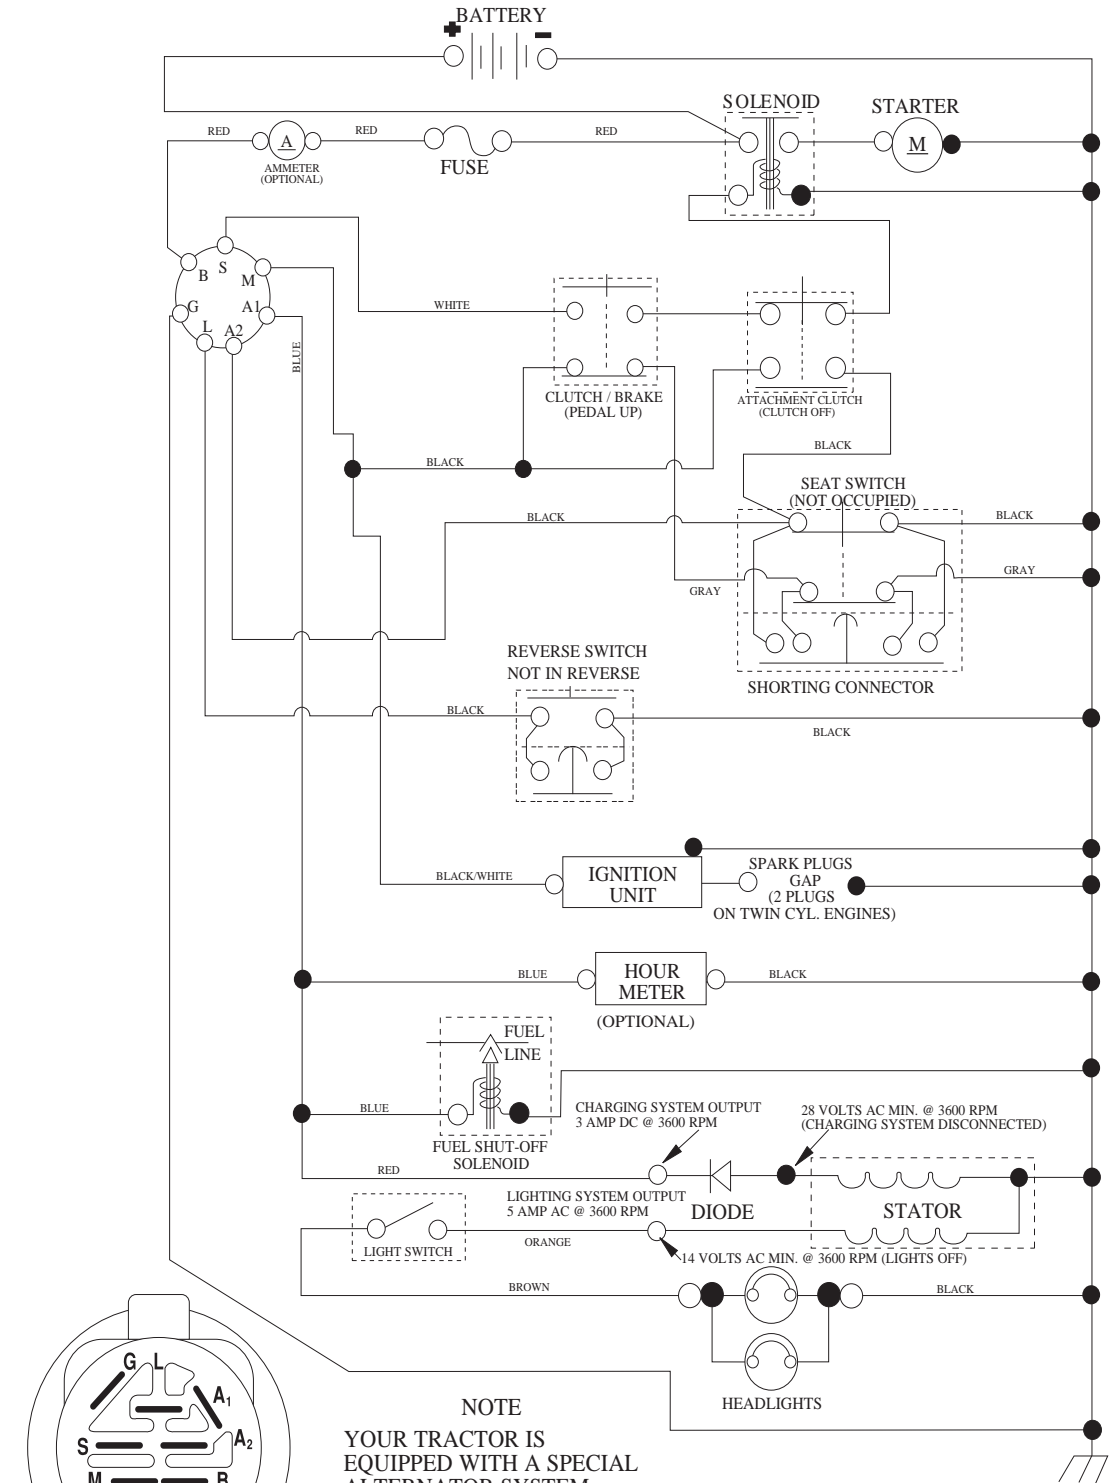 BATTERY
+
-
SOLENOID
STARTER
RED
A
RED
RED
M
AMMETER
(OPTIONAL)
FUSE
B
S
M
G
A1
L
A2
WHITE
BLUE
CLUTCH / BRAKE
(PEDAL UP)
ATTACHMENT CLUTCH
(CLUTCH OFF)
BLACK
BLACK
SEAT SWITCH
(NOT OCCUPIED)
BLACK
BLACK
GRAY
GRAY
SHORTING CONNECTOR
REVERSE SWITCH
NOT IN REVERSE
BLACK
BLACK
BLACK/WHITE
IGNITION
UNIT
SPARK PLUGS
GAP
(2 PLUGS
ON TWIN CYL. ENGINES)
BLUE
HOUR
METER
BLACK
(OPTIONAL)
FUEL
LINE
BLUE
FUEL SHUT-OFF
SOLENOID
CHARGING SYSTEM OUTPUT
3 AMP DC @ 3600 RPM
28 VOLTS AC MIN. @ 3600 RPM
(CHARGING SYSTEM DISCONNECTED)
RED
LIGHTING SYSTEM OUTPUT
5 AMP AC @ 3600 RPM
DIODE
STATOR
LIGHT SWITCH
ORANGE
14 VOLTS AC MIN. @ 3600 RPM (LIGHTS OFF)
BROWN
BLACK
HEADLIGHTS
G L
A1
S
A2
M
B
NOTE
YOUR TRACTOR IS
EQUIPPED WITH A SPECIAL
ALTERNATOR SYSTEM